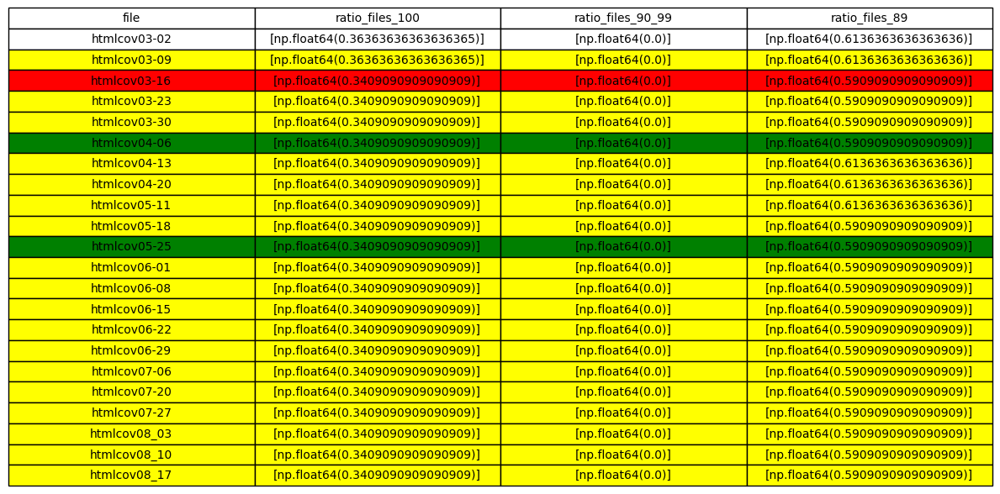 file ratio_files_100 ratio_files_90_99 ratio_files_89
htmlcov03-02 [np.float64(0.36363636363636365)] [np.float64(0.0)] [np.float64(0.6136363636363636)]
htmlcov03-09 [np.float64(0.36363636363636365)] [np.float64(0.0)] [np.float64(0.6136363636363636)]
htmlcov03-16 [np.float64(0.3409090909090909)] [np.float64(0.0)] [np.float64(0.5909090909090909)]
htmlcov03-23 [np.float64(0.3409090909090909)] [np.float64(0.0)] [np.float64(0.5909090909090909)]
htmlcov03-30 [np.float64(0.3409090909090909)] [np.float64(0.0)] [np.float64(0.5909090909090909)]
htmlcov04-06 [np.float64(0.3409090909090909)] [np.float64(0.0)] [np.float64(0.5909090909090909)]
htmlcov04-13 [np.float64(0.3409090909090909)] [np.float64(0.0)] [np.float64(0.6136363636363636)]
htmlcov04-20 [np.float64(0.3409090909090909)] [np.float64(0.0)] [np.float64(0.6136363636363636)]
htmlcov05-11 [np.float64(0.3409090909090909)] [np.float64(0.0)] [np.float64(0.6136363636363636)]
htmlcov05-18 [np.float64(0.3409090909090909)] [np.float64(0.0)] [np.float64(0.5909090909090909)]
htmlcov05-25 [np.float64(0.3409090909090909)] [np.float64(0.0)] [np.float64(0.5909090909090909)]
htmlcov06-01 [np.float64(0.3409090909090909)] [np.float64(0.0)] [np.float64(0.5909090909090909)]
htmlcov06-08 [np.float64(0.3409090909090909)] [np.float64(0.0)] [np.float64(0.5909090909090909)]
htmlcov06-15 [np.float64(0.3409090909090909)] [np.float64(0.0)] [np.float64(0.5909090909090909)]
htmlcov06-22 [np.float64(0.3409090909090909)] [np.float64(0.0)] [np.float64(0.5909090909090909)]
htmlcov06-29 [np.float64(0.3409090909090909)] [np.float64(0.0)] [np.float64(0.5909090909090909)]
htmlcov07-06 [np.float64(0.3409090909090909)] [np.float64(0.0)] [np.float64(0.5909090909090909)]
htmlcov07-20 [np.float64(0.3409090909090909)] [np.float64(0.0)] [np.float64(0.5909090909090909)]
htmlcov07-27 [np.float64(0.3409090909090909)] [np.float64(0.0)] [np.float64(0.5909090909090909)]
htmlcov08_03 [np.float64(0.3409090909090909)] [np.float64(0.0)] [np.float64(0.5909090909090909)]
htmlcov08_10 [np.float64(0.3409090909090909)] [np.float64(0.0)] [np.float64(0.5909090909090909)]
htmlcov08_17 [np.float64(0.3409090909090909)] [np.float64(0.0)] [np.float64(0.5909090909090909)]